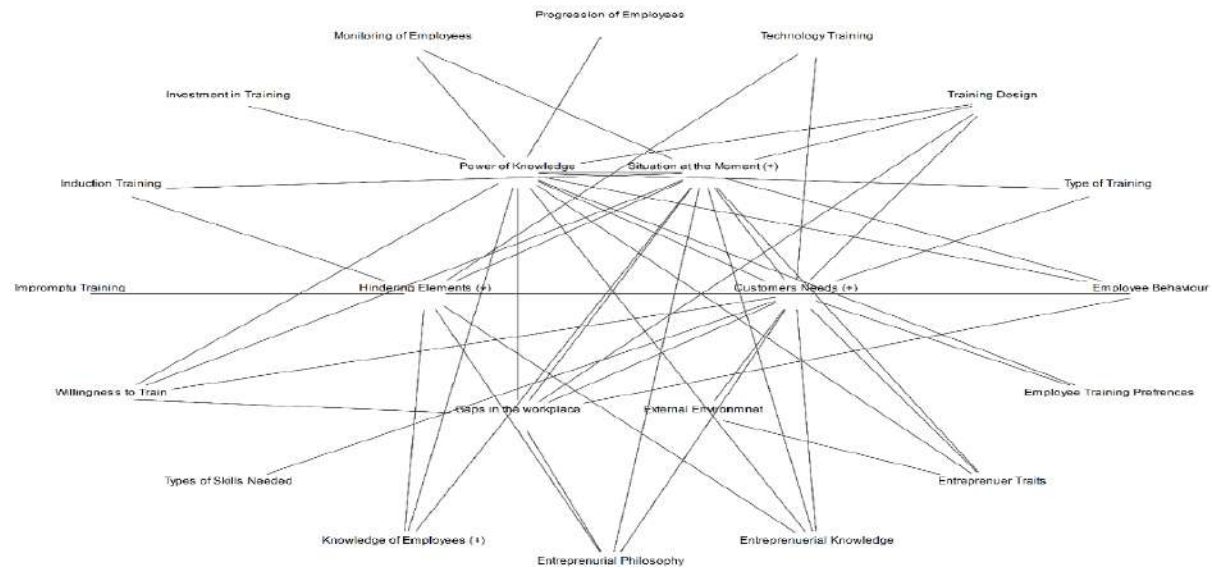 Progression of Employees
Monitoring of Employees
Technology Training
Investment in Training
Training Design
Power of Knowledge
Situation at the Moment (+)
Induction Training
Type of Training
Impromptu Training
Hindering Elements (+)
Customers Needs (+)
Employee Behaviour
Willingness to Train
Employee Training Prefrences
Gaps in the workplace
External Environmnet
Types of Skills Needed
Entreprenuer Traits
Knowledge of Employees (+)
Entreprenuerial Knowledge
Entreprenurial Philosophy